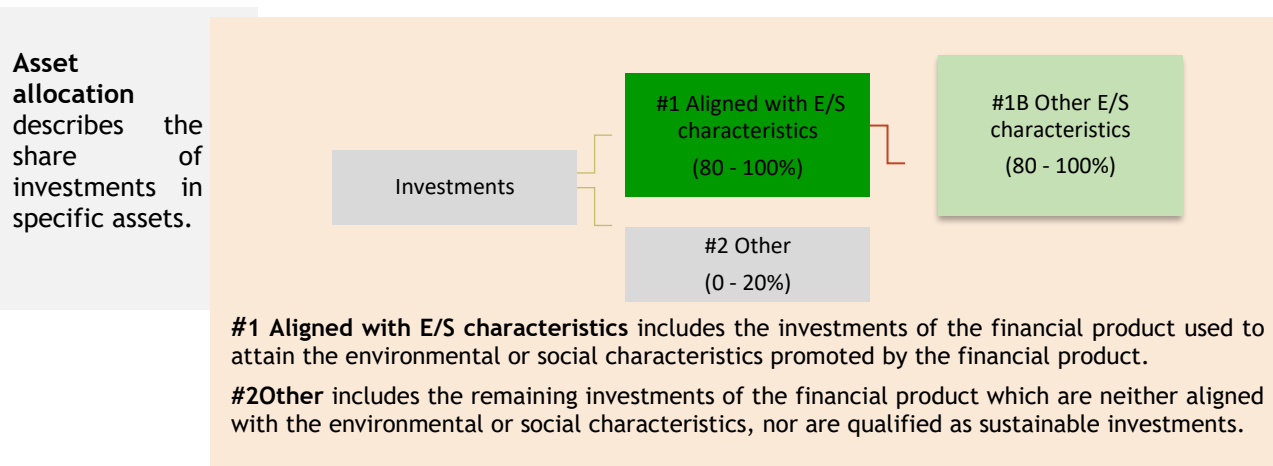 Asset
allocation
describes the
share of
investments in
specific assets.
Investments
#1 Aligned with E/S
characteristics
(80 - 100%)
#1B Other E/S
characteristics
(80 - 100%)
#2 Other
(0 - 20%)
#1 Aligned with E/S characteristics includes the investments of the financial product used to
attain the environmental or social characteristics promoted by the financial product.
#2Other includes the remaining investments of the financial product which are neither aligned
with the environmental or social characteristics, nor are qualified as sustainable investments.